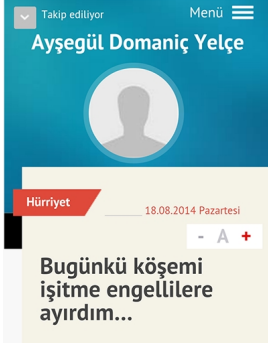 Takip ediliyor
Menü
Ayşegül Domaniç Yelçe
Hürriyet
18.08.2014 Pazartesi
- A +
Bugünkü köşemi
işitme engellilere
ayırdım...